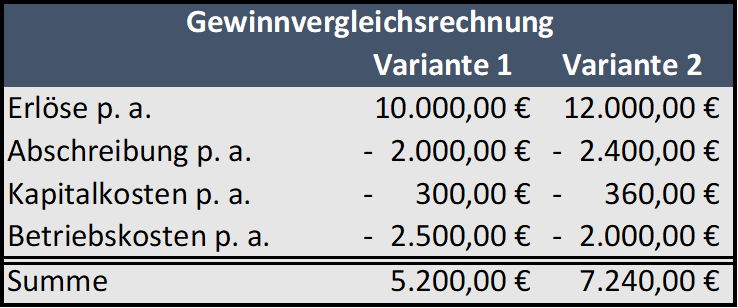 Gewinnvergleichsrechnung
Variante 1 Variante 2
Erlöse p. a. 10.000,00 € 12.000,00 €
Abschreibung p. a. - 2.000,00 € - 2.400,00 €
Kapitalkosten p. a. - 300,00 € - 360,00 €
Betriebskosten p. a. - 2.500,00 € - 2.000,00 €
Summe 5.200,00 € 7.240,00 €